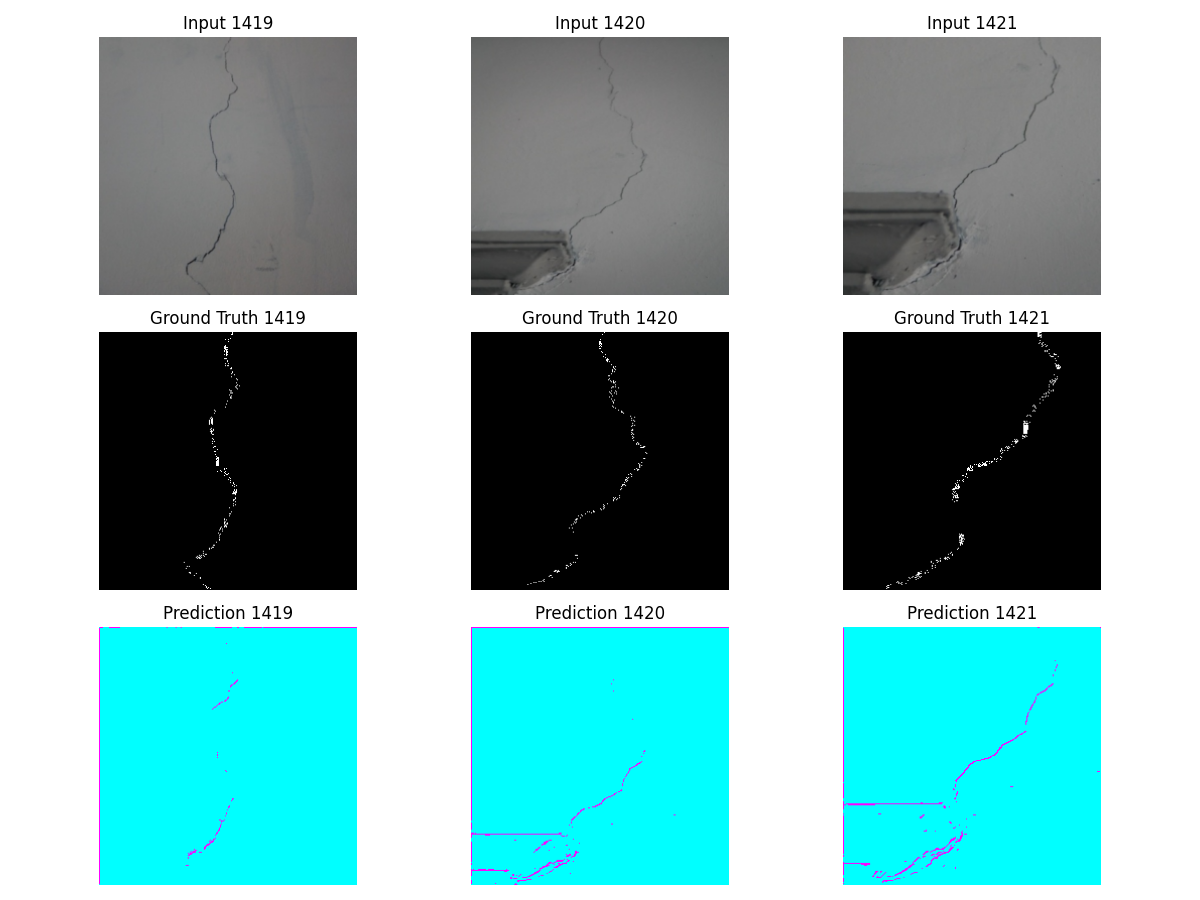 Input 1419
Input 1420
Input 1421
Ground Truth 1419
Ground Truth 1420
Ground Truth 1421
Prediction 1419
Prediction 1420
Prediction 1421